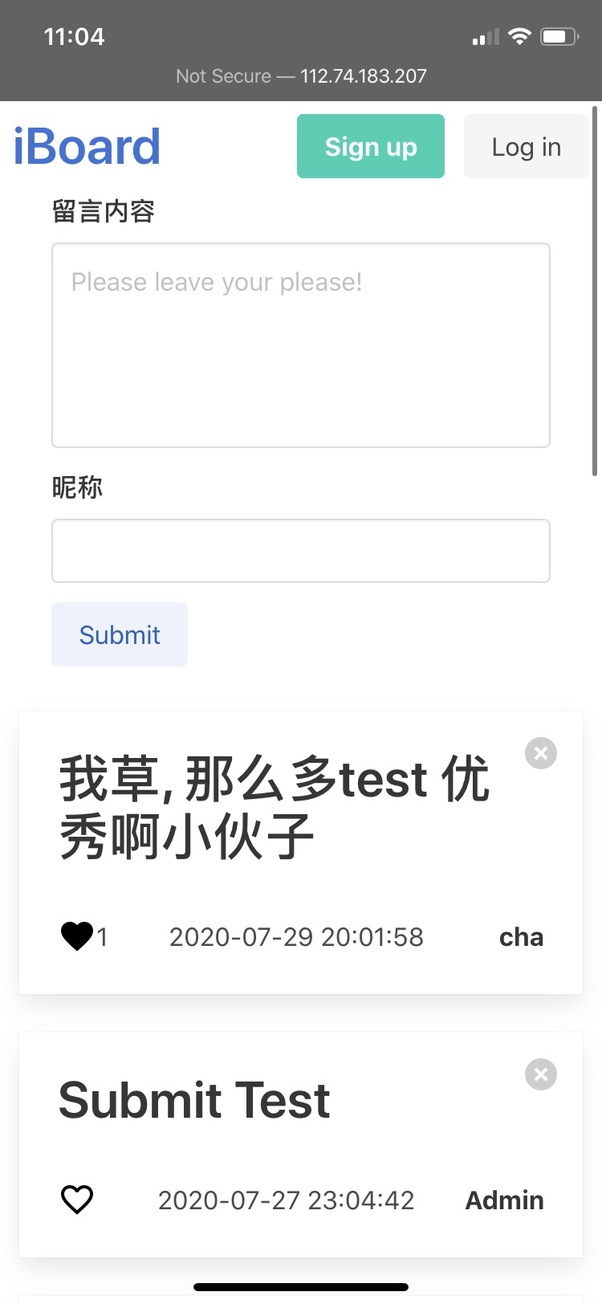 11:04
Not Secure — 112.74.183.207
iBoard
Sign up
Log in
留言内容
Please leave your please!
昵称
Submit
我草, 那么多test 优
秀啊小伙子
1
2020-07-29 20:01:58
cha
Submit Test
2020-07-27 23:04:42
Admin